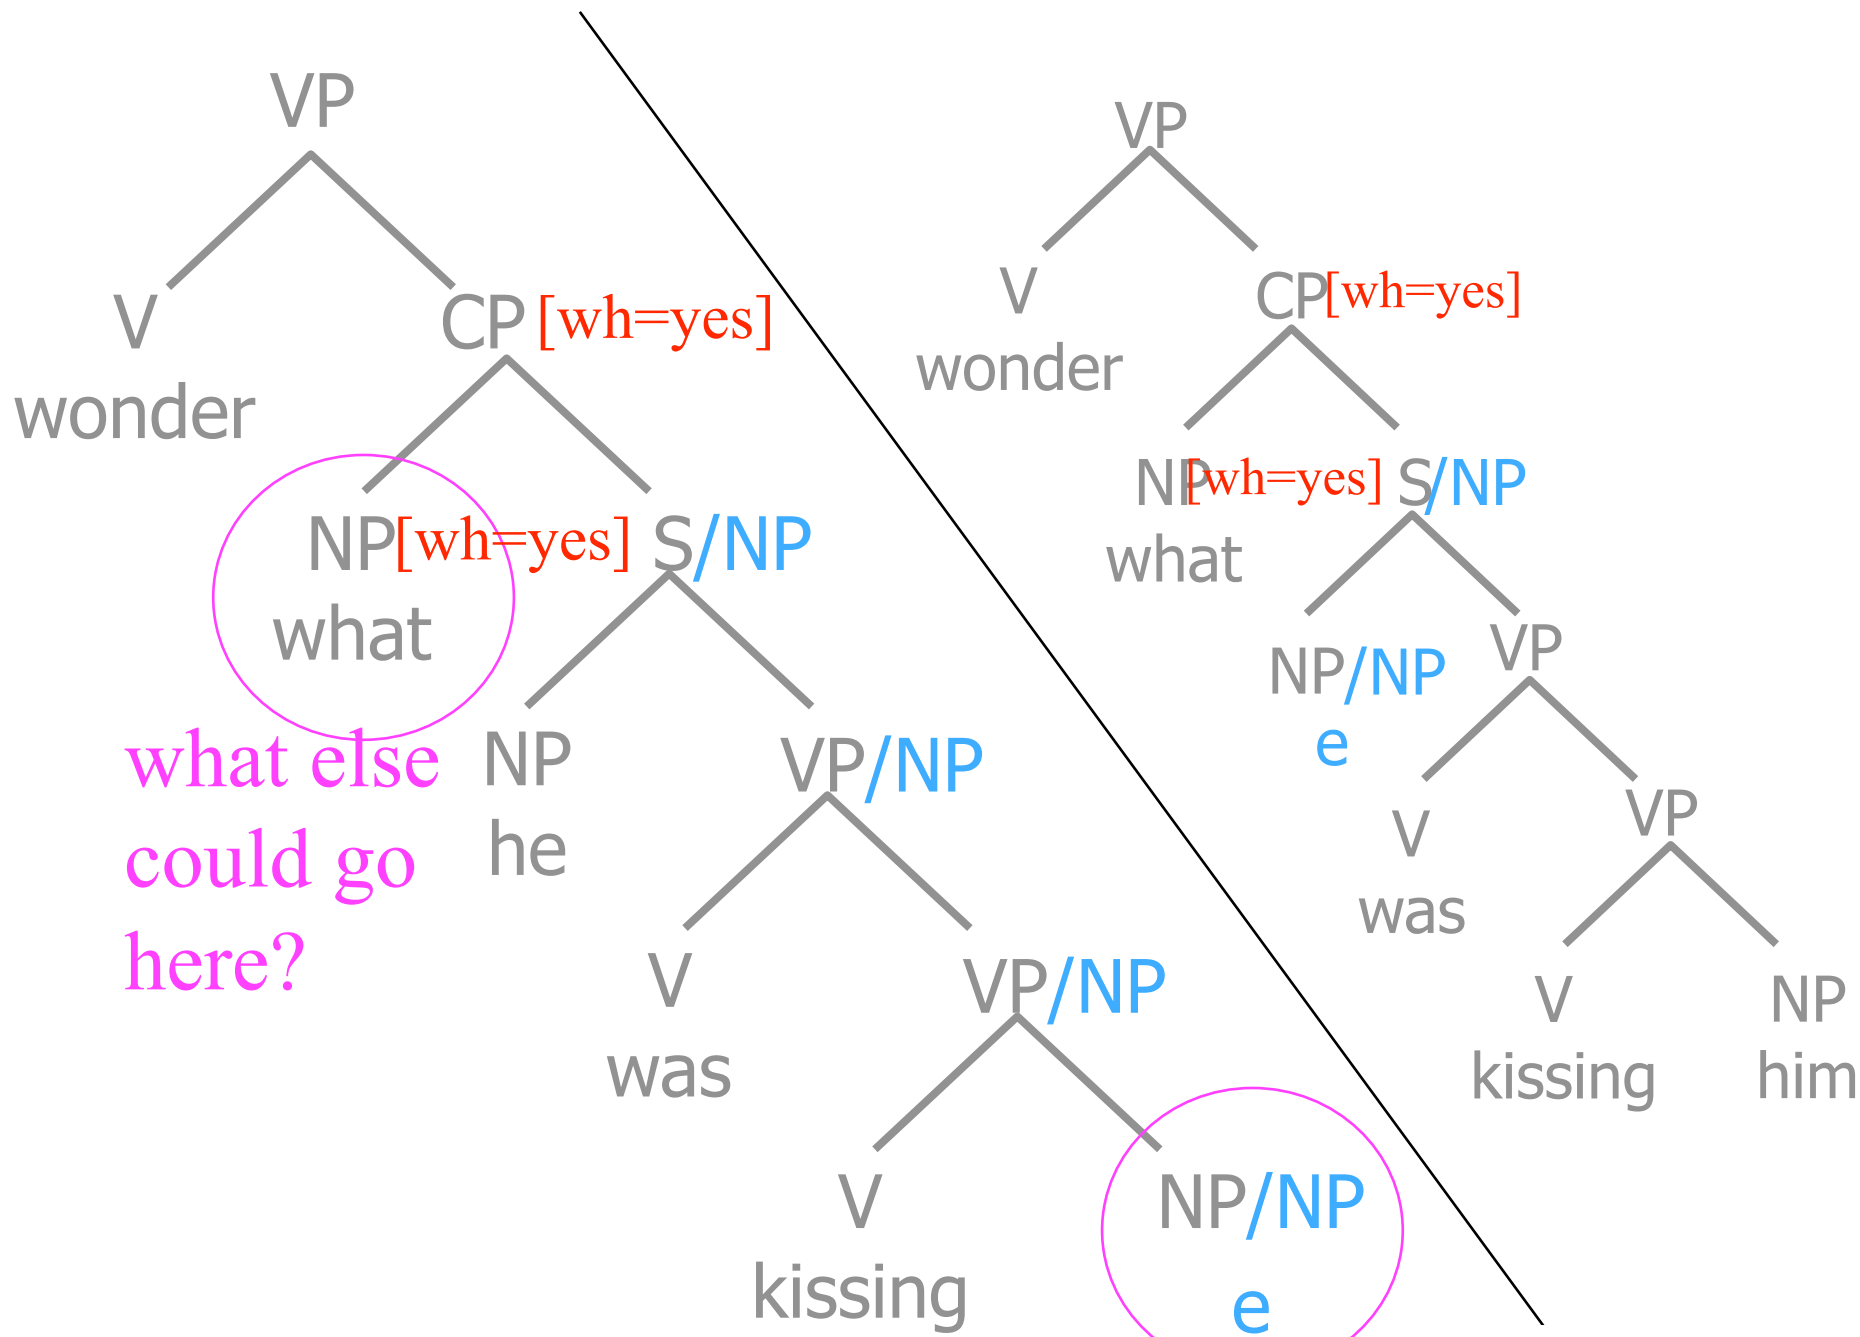 VP
V
CP [wh=yes]
wonder
NP[wh=yes] S/NP
what
what else
could go
here?
NP
VP/NP
he
V
VP/NP
was
V
NP/NP
kissing
e
VP
V
CP[wh=yes]
wonder
NP[wh=yes] S/NP
what
NP/NP
VP
e
V
VP
was
V
NP
kissing
him